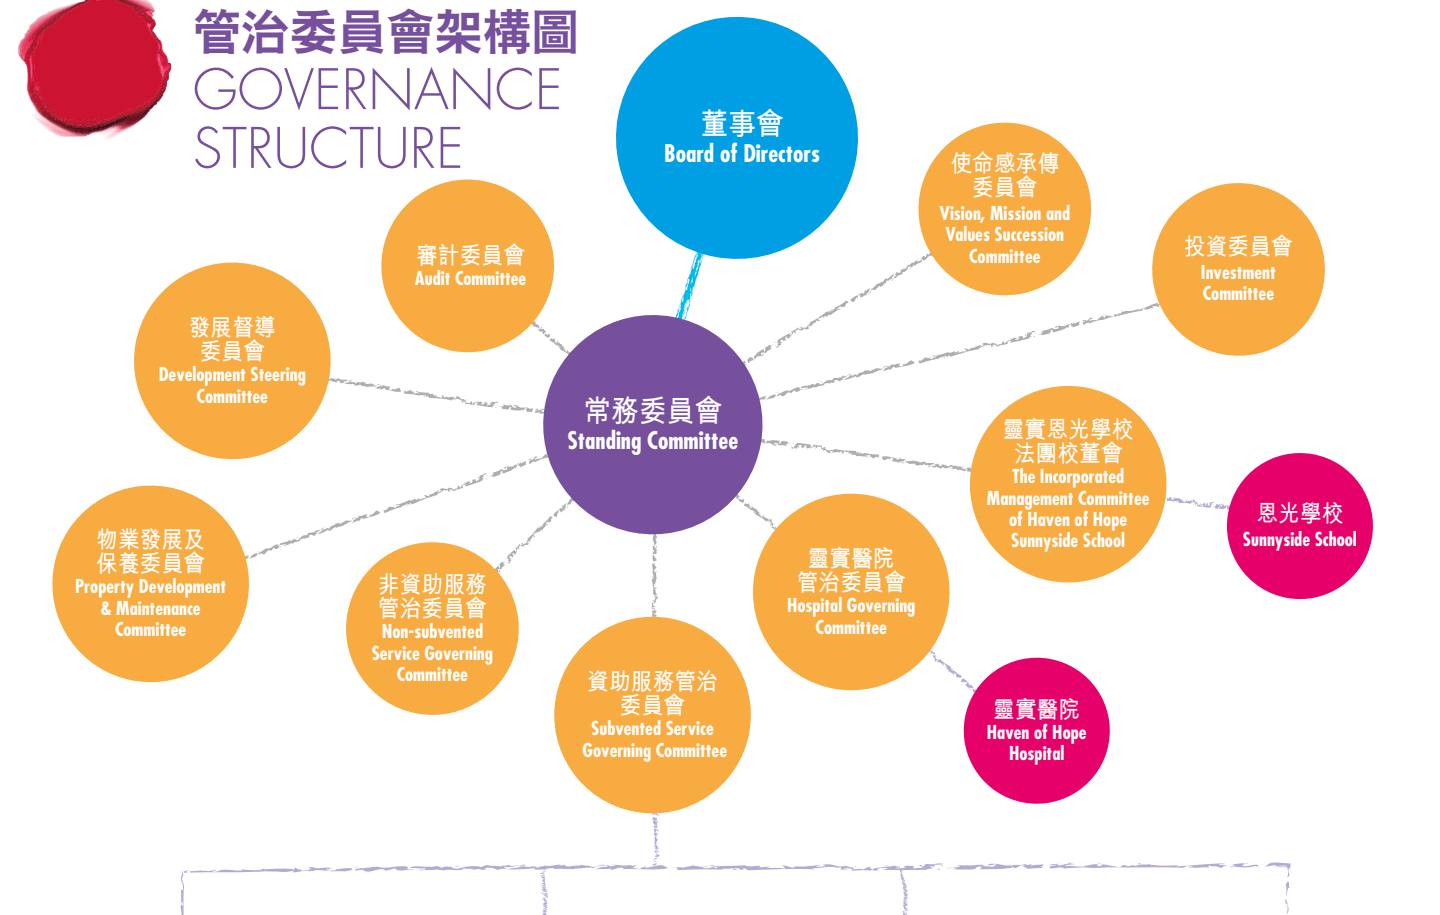 管治委員會架構圖
GOVERNANCE
STRUCTURE
董事會
Board of Directors
使命感承傳
委員會
Vision, Mission and
Values Succession
Committee
投資委員會
Investment
Committee
審計委員會
Audit Committee
發展督導
委員會
Development Steering
Committee
常務委員會
Standing Committee
靈實恩光學校
法團校董會
The Incorporated
Management Committee
of Haven of Hope
Sunnyside School
恩光學校
Sunnyside School
物業發展及
保養委員會
Property Development
& Maintenance
Committee
非資助服務
管治委員會
Non-subvented
Service Governing
Committee
資助服務管治
委員會
Subvented Service
Governing Committee
靈實醫院
管治委員會
Hospital Governing
Committee
靈實醫院
Haven of Hope
Hospital